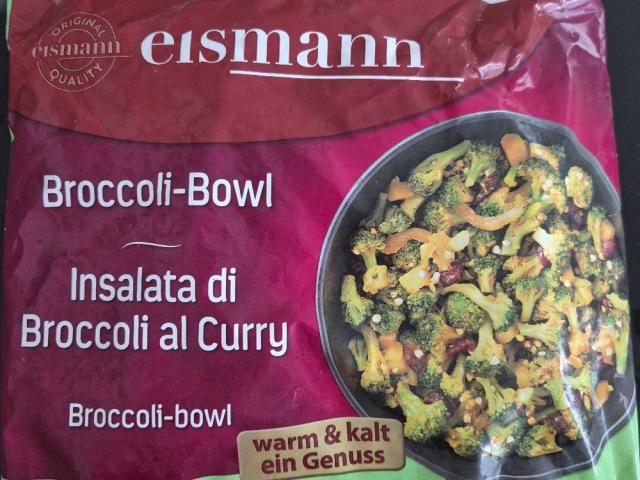 ORIGINAL
eismann
QUALITY
eismann
Broccoli-Bowl
Insalata di
Broccoli al Curry
Broccoli-bowl
warm & kalt
ein Genuss